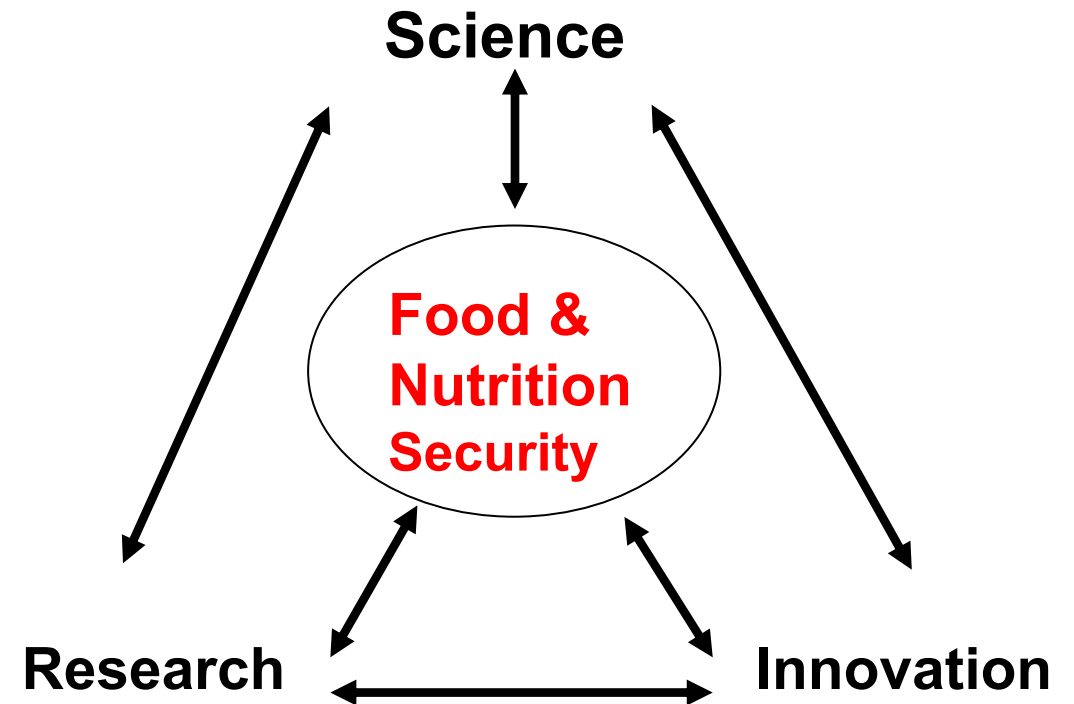 Science
Food &
Nutrition
Security
Research
Innovation